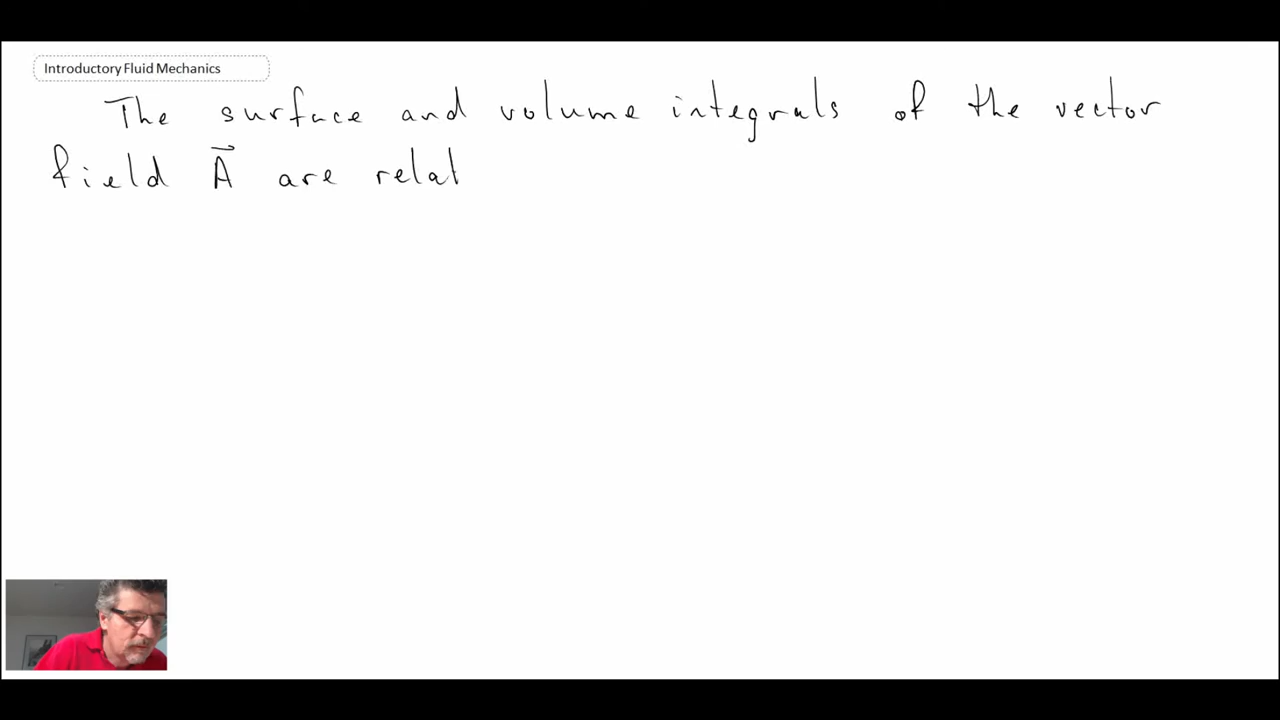 Introductory Fluid Mechanics
The surface and volume integrals of the vector
field A⃗ are relat